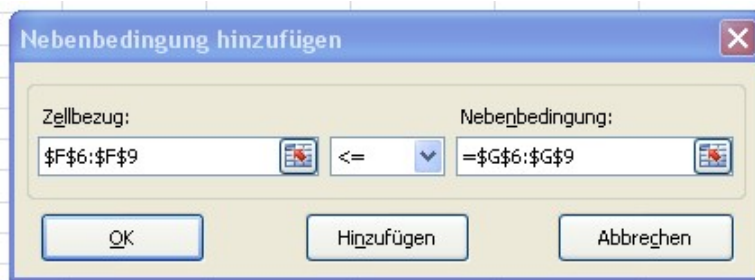 Nebenbedingung hinzufügen
Zellbezug: Nebenbedingung:
$F$6:$F$9 <= =$G$6:$G$9
OK Hinzufügen Abbrechen